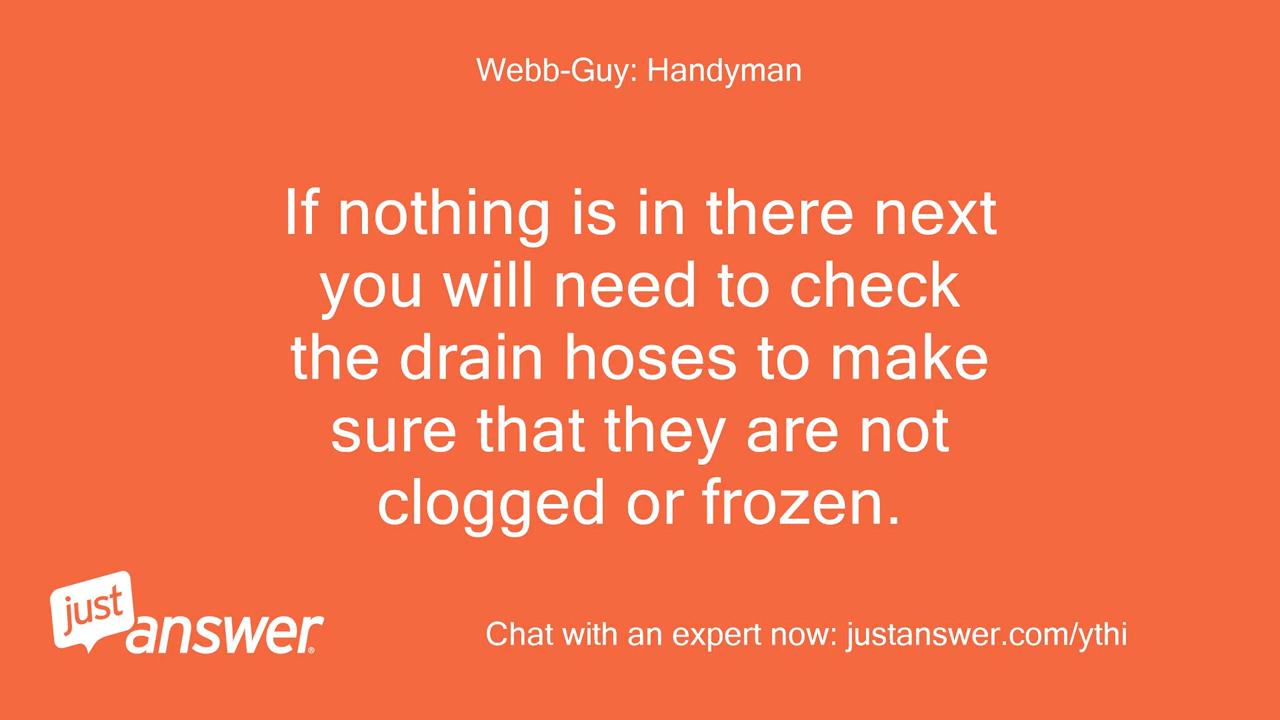 Webb-Guy: Handyman
If nothing is in there next
you will need to check
the drain hoses to make
sure that they are not
clogged or frozen.
just
answer®
Chat with an expert now: justanswer.com/ythi